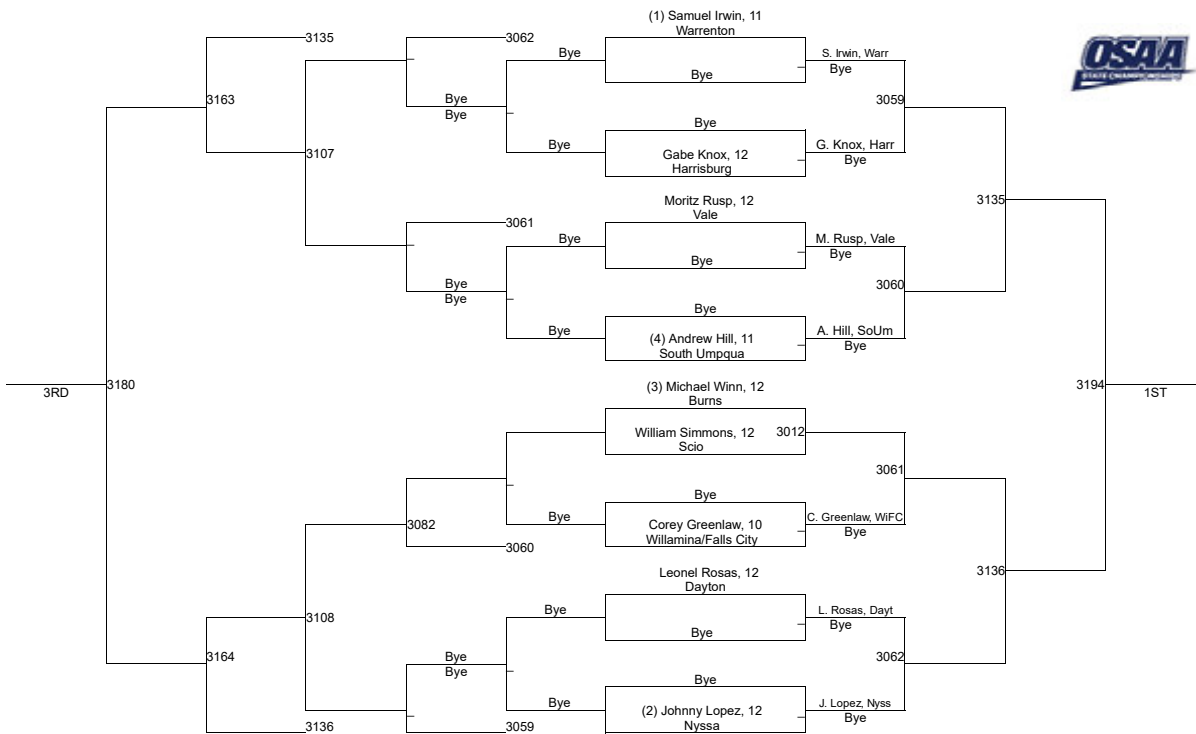 (1) Samuel Irwin, 11
Warrenton
OSAA
STATE CHAMPIONSHIPS
3135
3062
Bye
Bye
S. Irwin, Warr
Bye
3163
Bye
Bye
3059
Bye
3107
Bye
Gabe Knox, 12
Harrisburg
G. Knox, Harr
Bye
Moritz Rusp, 12
Vale
3135
3061
Bye
Bye
M. Rusp, Vale
Bye
Bye
Bye
3060
Bye
Bye
(4) Andrew Hill, 11
South Umpqua
A. Hill, SoUm
Bye
3RD
3180
(3) Michael Winn, 12
Burns
3194
1ST
William Simmons, 12
Scio
3012
3061
Bye
3082
Bye
Corey Greenlaw, 10
Willamina/Falls City
C. Greenlaw, WiFC
Bye
3060
Leonel Rosas, 12
Dayton
3136
3108
Bye
Bye
L. Rosas, Dayt
Bye
3164
Bye
Bye
3062
Bye
Bye
(2) Johnny Lopez, 12
Nyssa
J. Lopez, Nyss
Bye
3136
3059